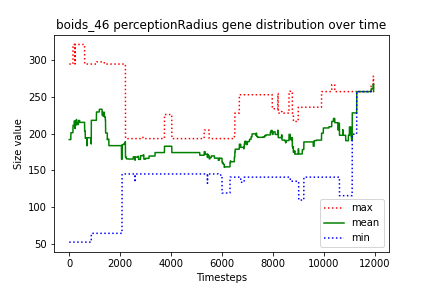 boids_46 perceptionRadius gene distribution over time
Size value
300
250
200
150
100
50
0
2000
4000
6000
8000
10000
12000
Timesteps
max
mean
min